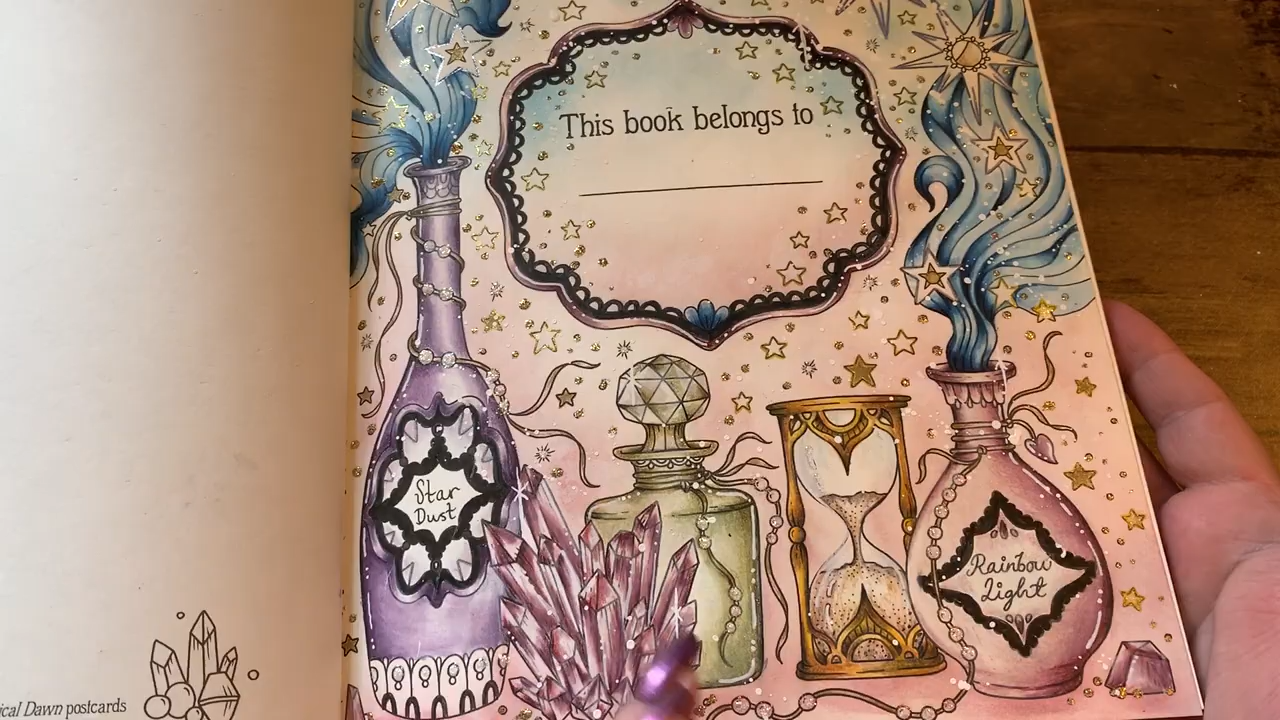 This book belongs to
Star
Dust
Rainbow
Light
Dawn postcards